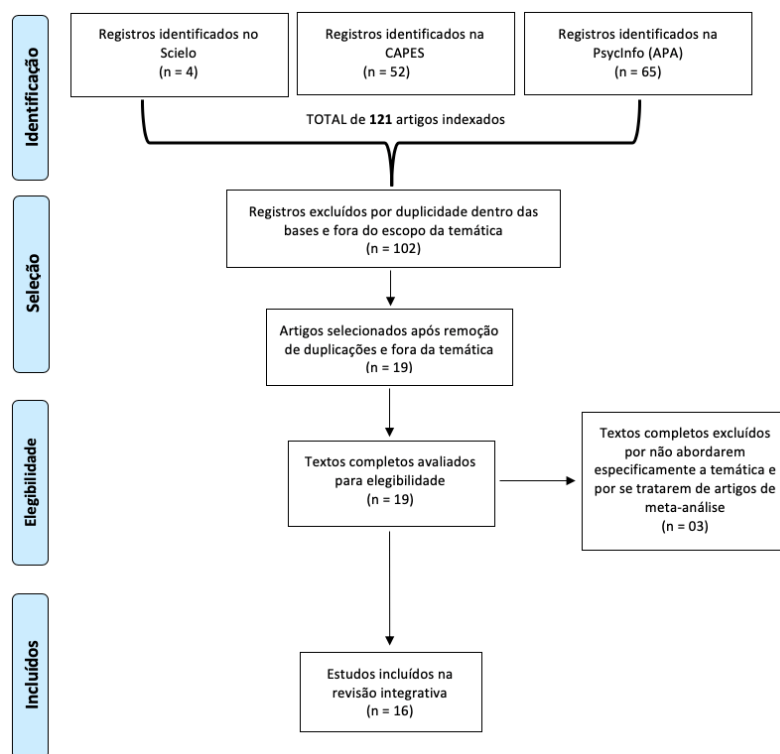 Identificação
Registros identificados no
Scielo
(n = 4)
Registros identificados na
CAPES
(n = 52)
Registros identificados na
PsycInfo (APA)
(n = 65)
TOTAL de 121 artigos indexados
Seleção
Registros excluídos por duplicidade dentro das
bases e fora do escopo da temática
(n = 102)
Artigos selecionados após remoção
de duplicações e fora da temática
(n = 19)
Elegibilidade
Textos completos avaliados
para elegibilidade
(n = 19)
Textos completos excluídos
por não abordarem
especificamente a temática e
por se tratarem de artigos de
meta-análise
(n = 03)
Incluídos
Estudos incluídos na
revisão integrativa
(n = 16)